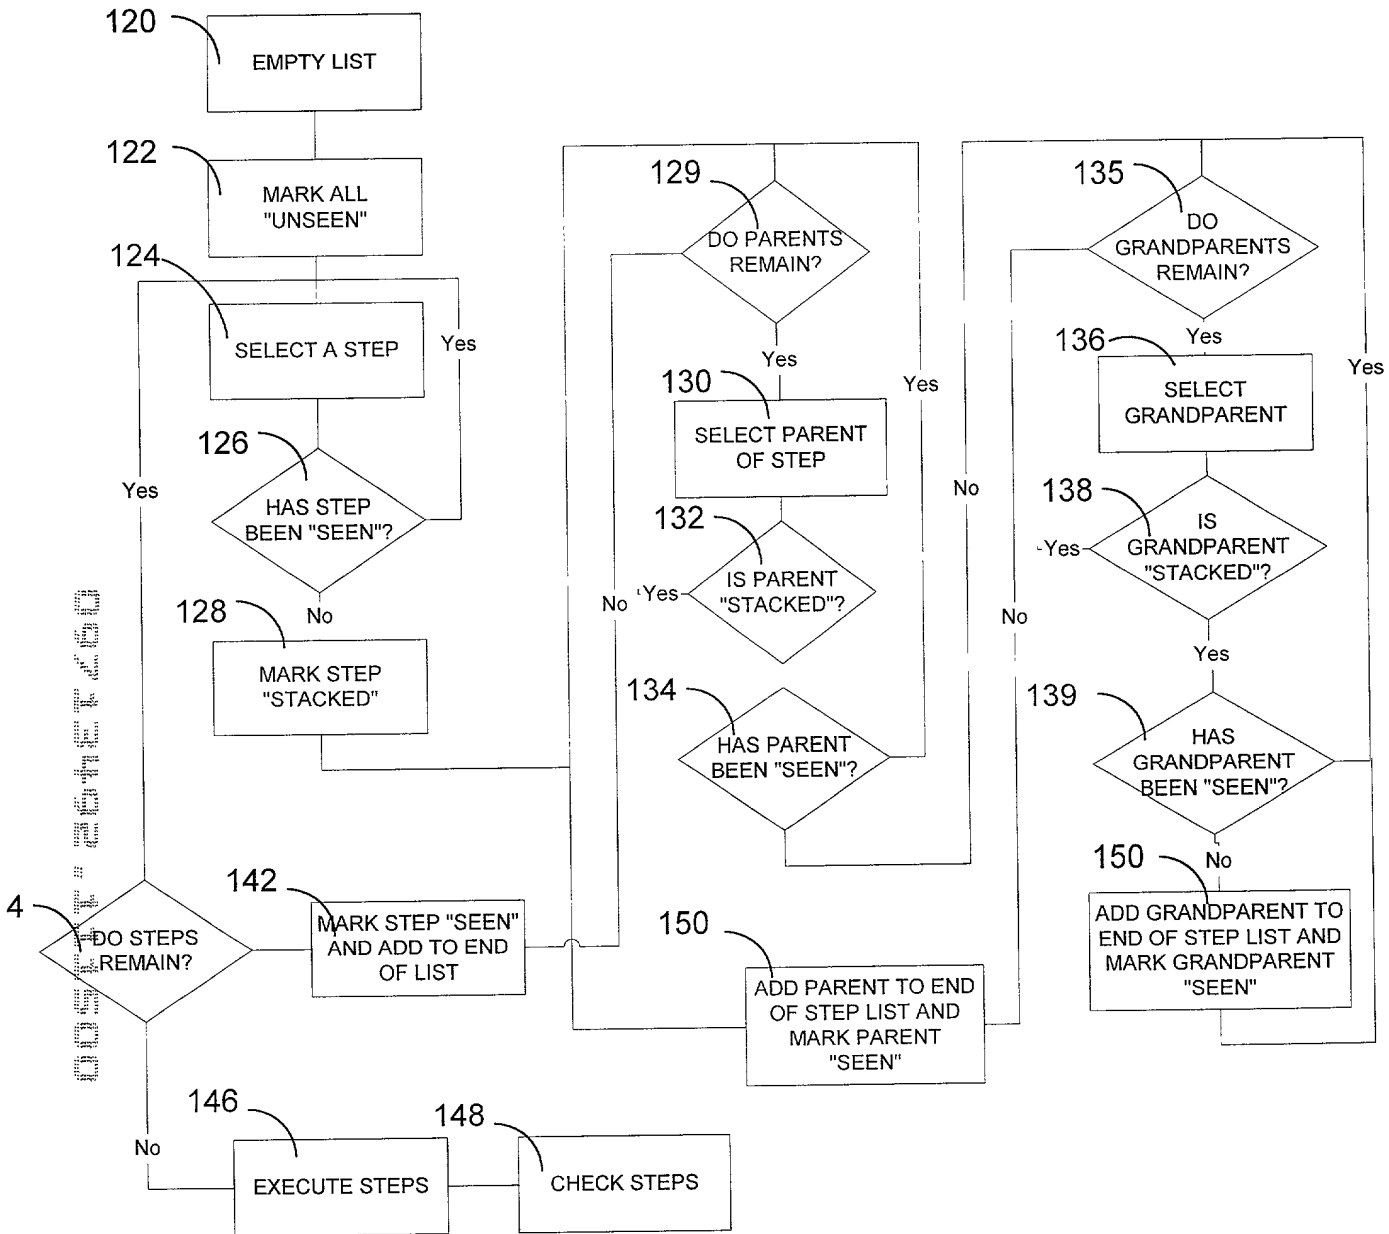 120
EMPTY LIST
122
MARK ALL
"UNSEEN"
124
SELECT A STEP
Yes
126
HAS STEP
BEEN "SEEN"?
Yes
No
128
MARK STEP
"STACKED"
4
DO STEPS
REMAIN?
142
MARK STEP "SEEN"
AND ADD TO END
OF LIST
No
146
EXECUTE STEPS
148
CHECK STEPS
129
DO PARENTS
REMAIN?
Yes
No
130
SELECT PARENT
OF STEP
Yes
132
IS PARENT
"STACKED"?
Yes
134
HAS PARENT
BEEN "SEEN"?
No
150
ADD PARENT TO END
OF STEP LIST AND
MARK PARENT
"SEEN"
135
DO
GRANDPARENTS
REMAIN?
Yes
No
136
SELECT
GRANDPARENT
Yes
138
IS
GRANDPARENT
"STACKED"?
Yes
Yes
139
HAS
GRANDPARENT
BEEN "SEEN"?
No
150
ADD GRANDPARENT TO
END OF STEP LIST AND
MARK GRANDPARENT
"SEEN"